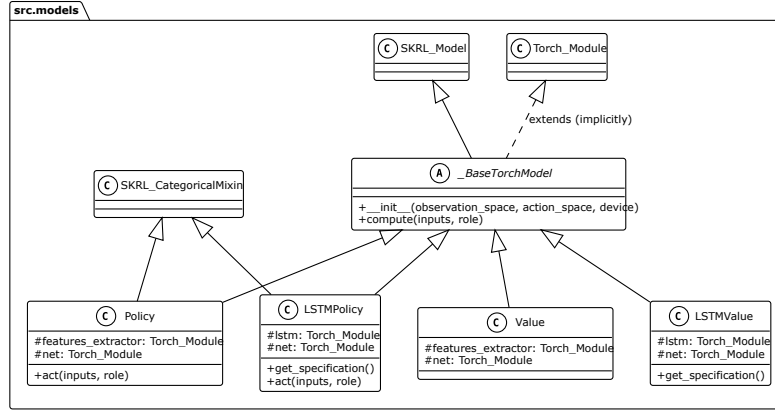 src.models
C SKRL_Model
C Torch_Module
extends (implicitly)
A _BaseTorchModel
+__init__(observation_space, action_space, device)
+compute(inputs, role)
C SKRL_CategoricalMixin
C Policy
#features_extractor: Torch_Module
#net: Torch_Module
+act(inputs, role)
C LSTMPolicy
#lstm: Torch_Module
#net: Torch_Module
+get_specification()
+act(inputs, role)
C Value
#features_extractor: Torch_Module
#net: Torch_Module
C LSTMValue
#lstm: Torch_Module
#net: Torch_Module
+get_specification()